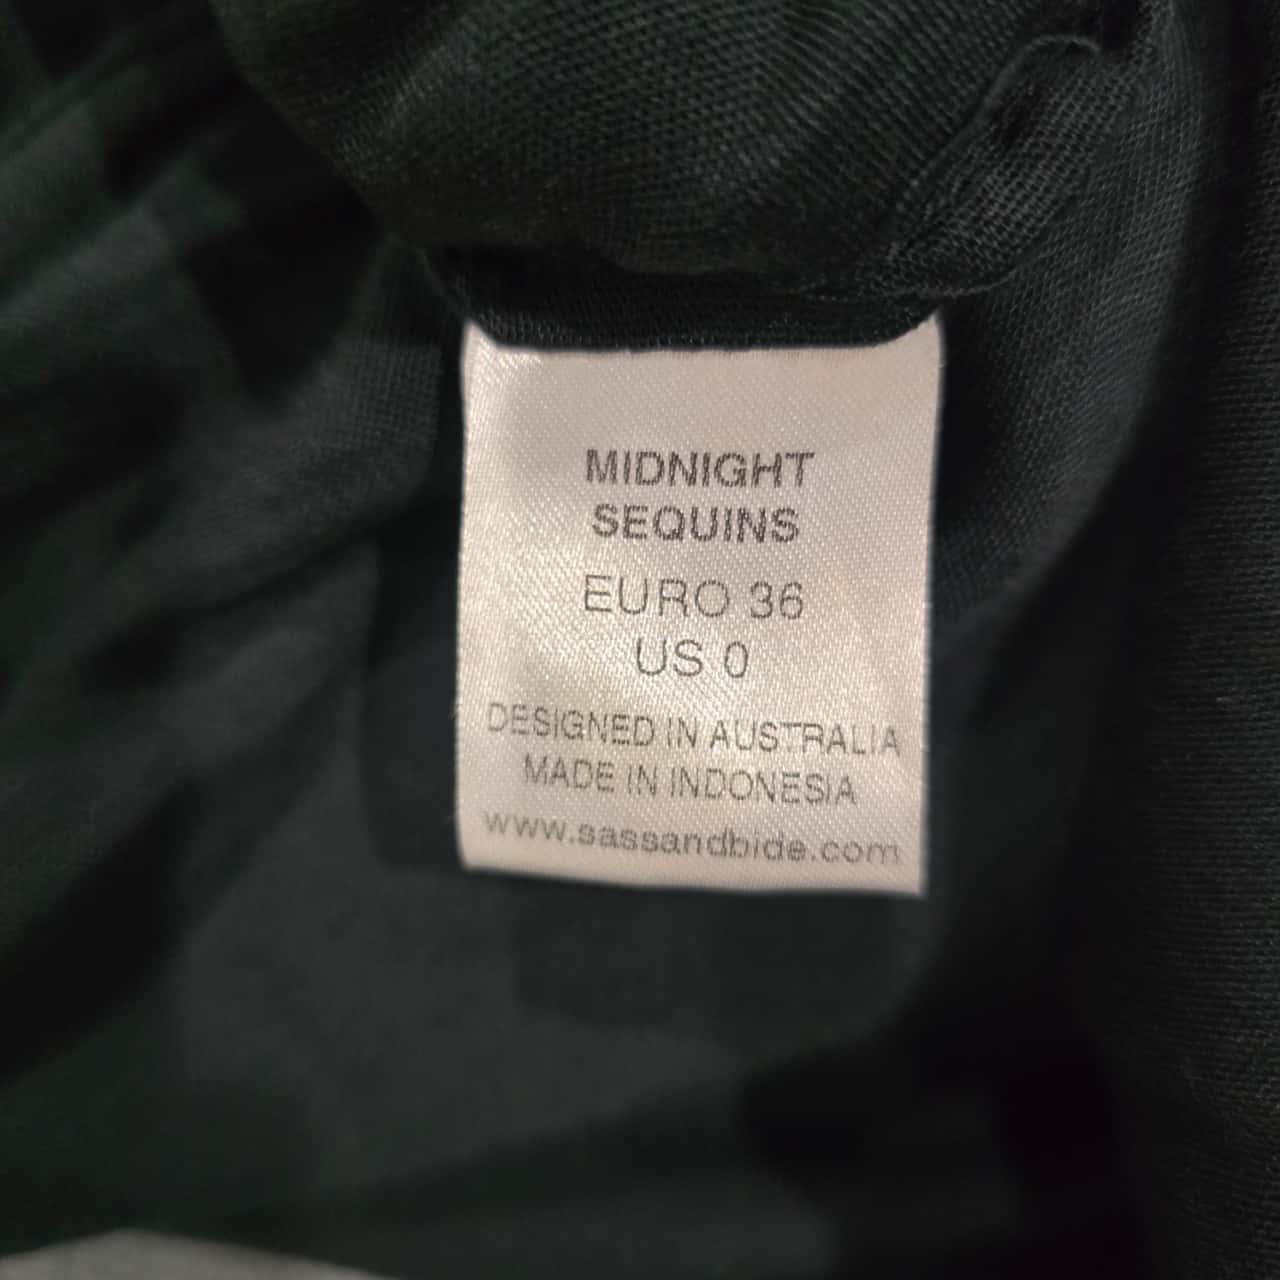 MIDNIGHT
SEQUINS
EURO 36
US 0
DESIGNED IN AUSTRALIA
MADE IN INDONESIA
www.sassandbide.com